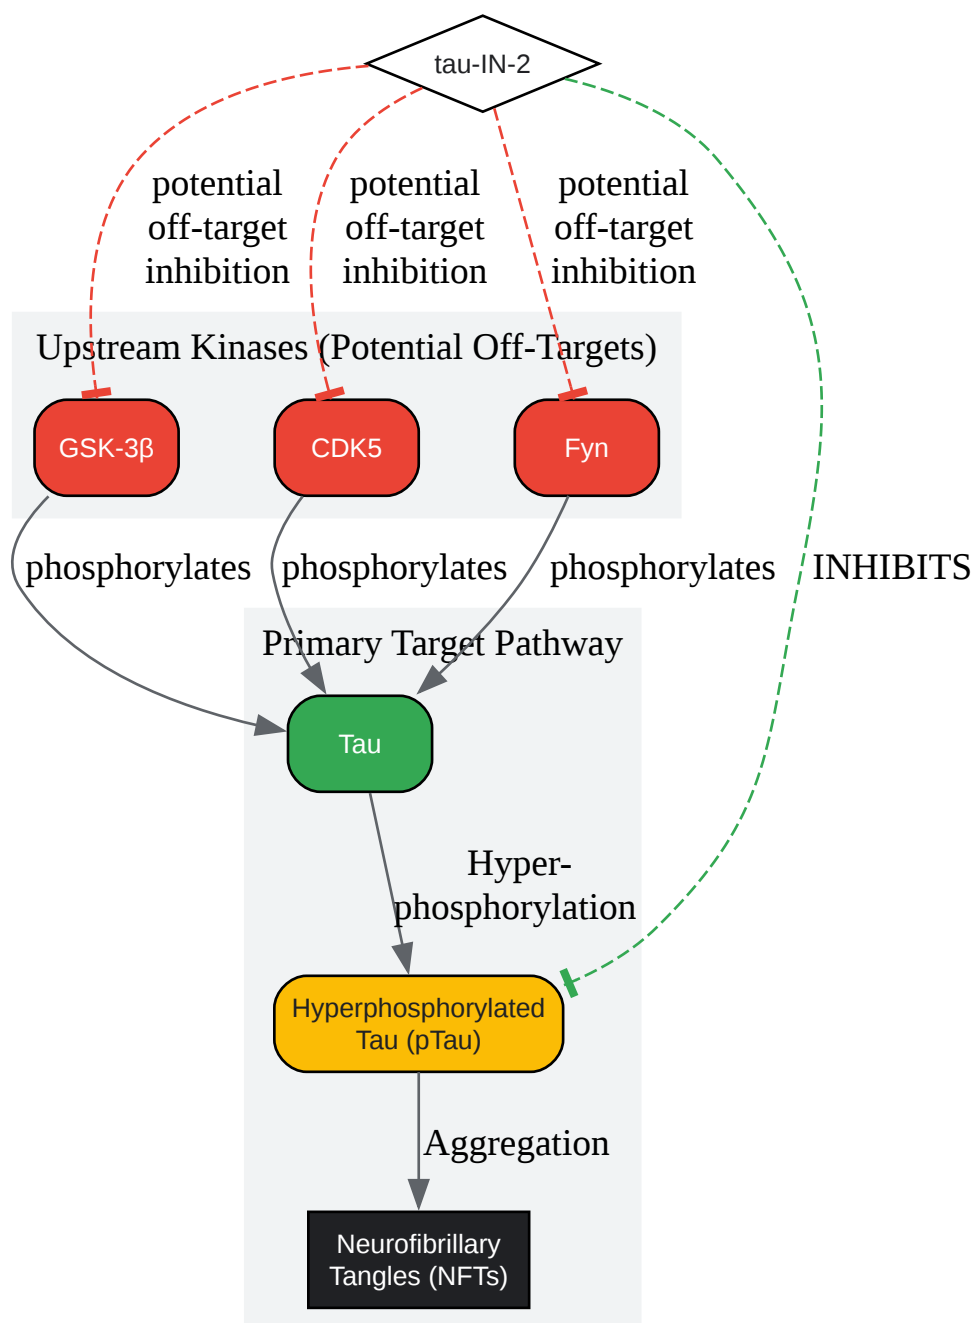 tau-IN-2
potential
off-target
inhibition
potential
off-target
inhibition
potential
off-target
inhibition
Upstream Kinases (Potential Off-Targets)
GSK-3β
CDK5
Fyn
phosphorylates
phosphorylates
phosphorylates
INHIBITS
Primary Target Pathway
Tau
Hyper-
phosphorylation
Hyperphosphorylated
Tau (pTau)
Aggregation
Neurofibrillary
Tangles (NFTs)